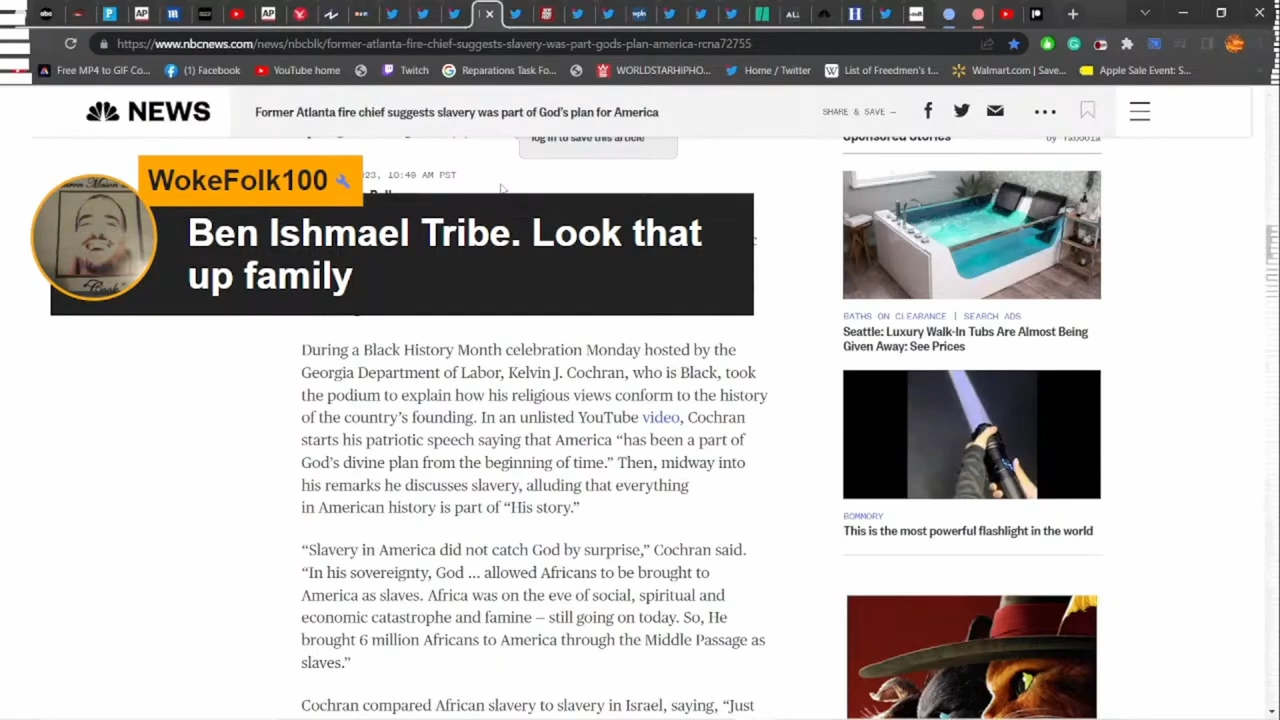 abc
AP
AP
ALL
H
https://www.nbcnews.com/news/nbcblk/former-atlanta-fire-chief-suggests-slavery-was-part-gods-plan-america-rcna72755
Free MP4 to GIF Co...
(1) Facebook
YouTube home
Twitch
Reparations Task Fo...
WORLDSTARHIPHO...
Home / Twitter
List of Freedmen's t...
Walmart.com | Save...
Apple Sale Event: S...
NEWS
Former Atlanta fire chief suggests slavery was part of God's plan for America
SHARE & SAVE —
log in to save this article
Sponsored Stories
by Taboola
23, 10:49 AM PST
WokeFolk100
Ben Ishmael Tribe. Look that
up family
During a Black History Month celebration Monday hosted by the
Georgia Department of Labor, Kelvin J. Cochran, who is Black, took
the podium to explain how his religious views conform to the history
of the country's founding. In an unlisted YouTube video, Cochran
starts his patriotic speech saying that America “has been a part of
God's divine plan from the beginning of time.” Then, midway into
his remarks he discusses slavery, alluding that everything
in American history is part of “His story.”
“Slavery in America did not catch God by surprise,” Cochran said.
“In his sovereignty, God ... allowed Africans to be brought to
America as slaves. Africa was on the eve of social, spiritual and
economic catastrophe and famine — still going on today. So, He
brought 6 million Africans to America through the Middle Passage as
slaves.”
Cochran compared African slavery to slavery in Israel, saying, “Just
BATHS ON CLEARANCE | SEARCH ADS
Seattle: Luxury Walk-In Tubs Are Almost Being
Given Away: See Prices
BOMMORY
This is the most powerful flashlight in the world